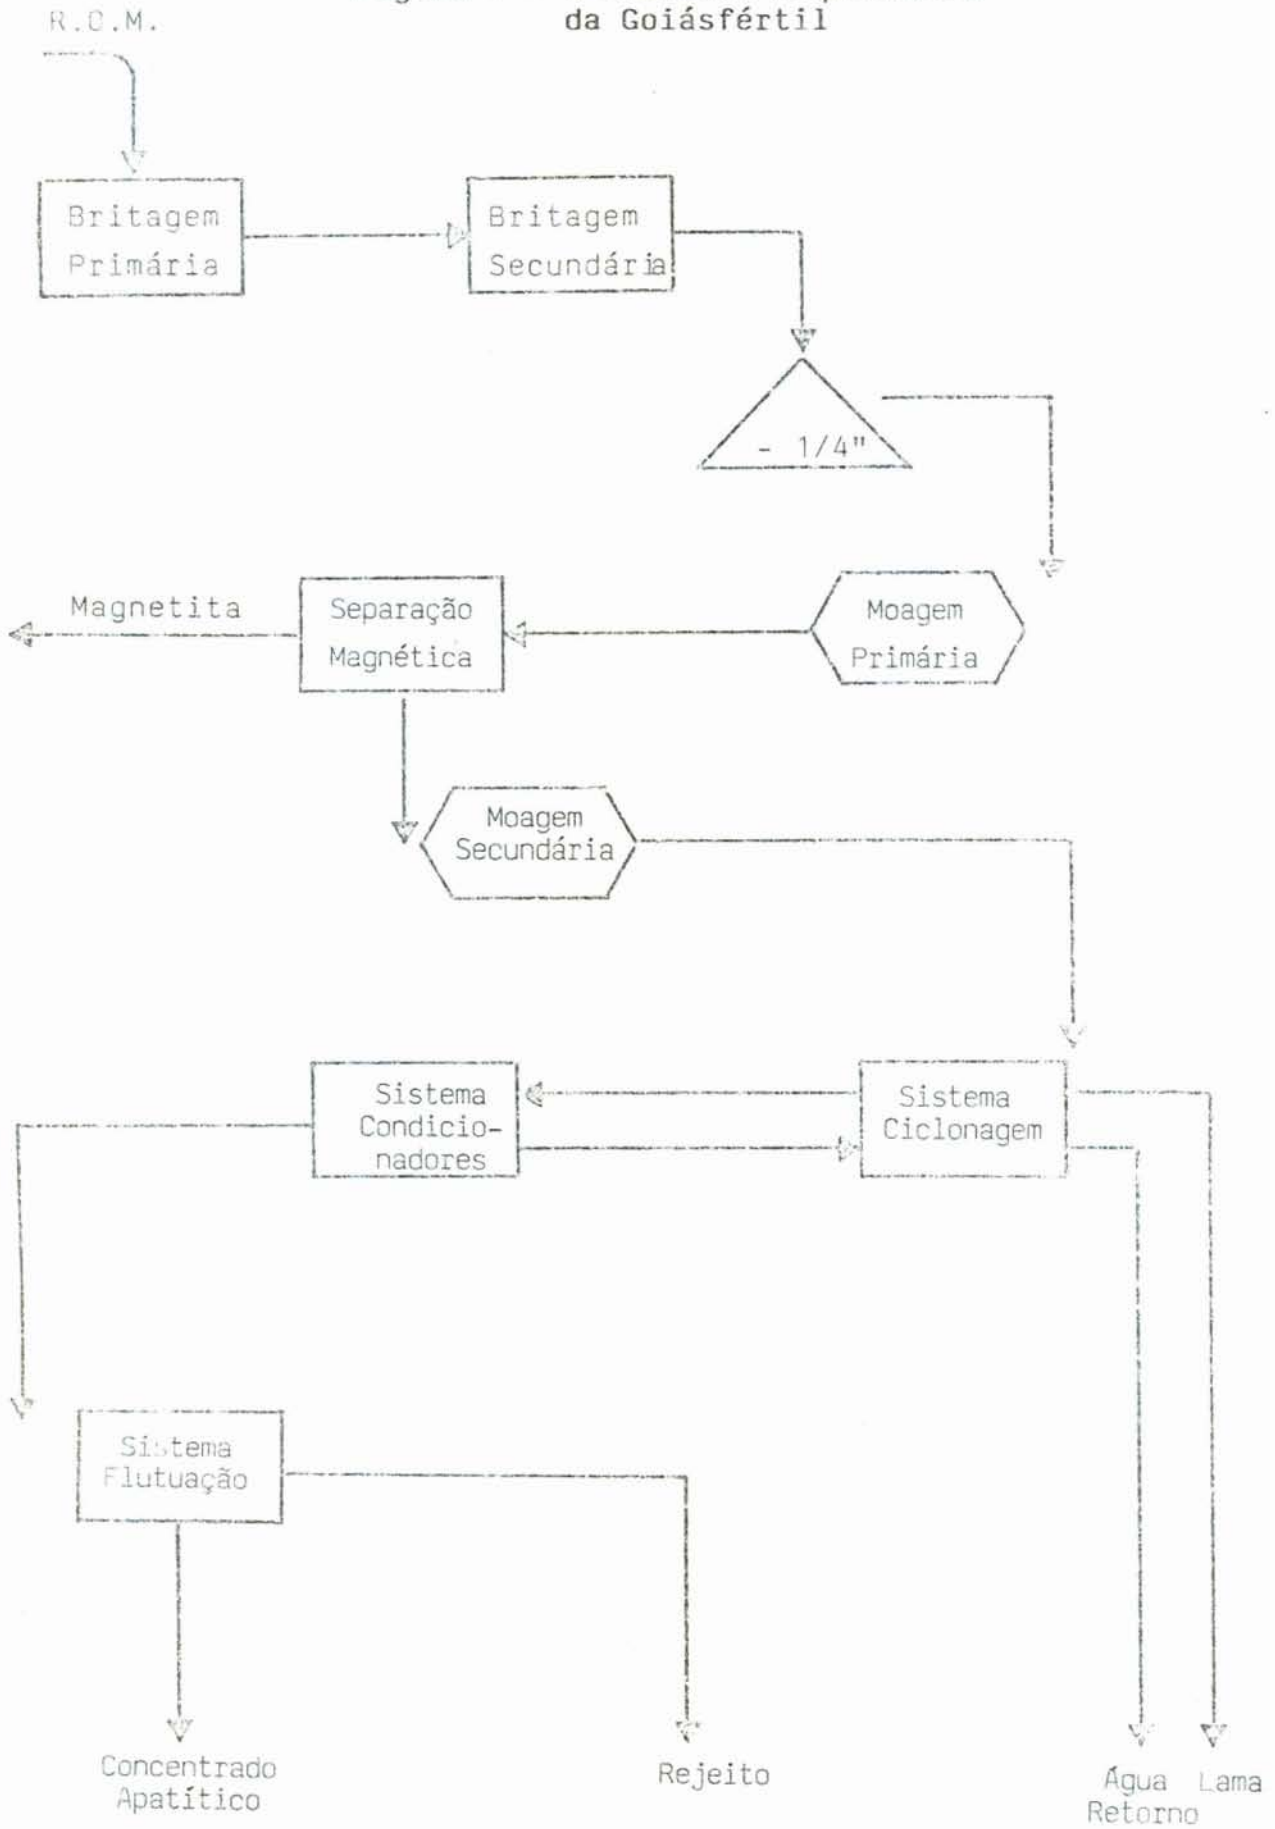 da Goiásfértil
R.O.M.
Britagem
Primária
Britagem
Secundária
- 1/4"
Magnetita
Separação
Magnética
Moagem
Primária
Moagem
Secundária
Sistema
Condicio-
nadores
Sistema
Ciclonagem
Sistema
Flutuação
Concentrado
Apatítico
Rejeito
Água
Retorno
Lama